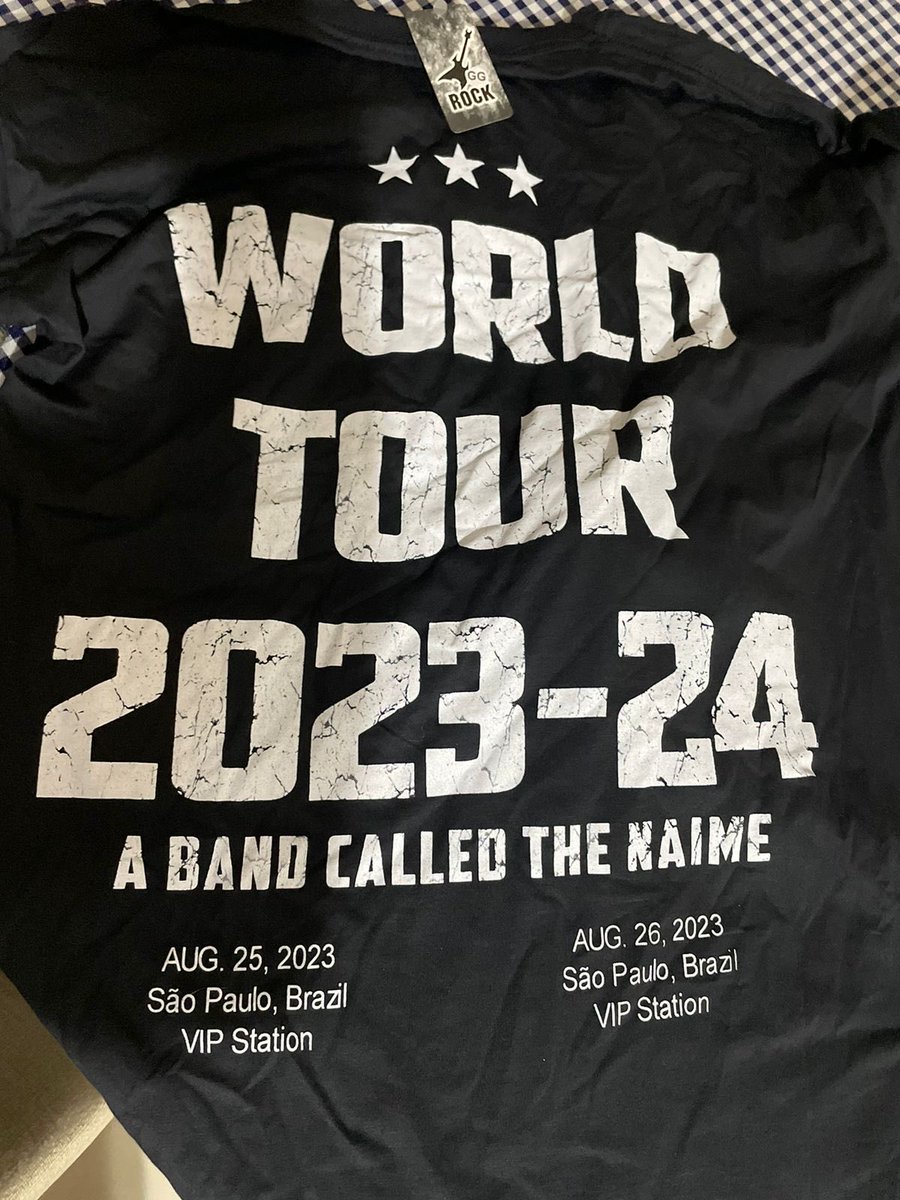 GG
ROCK
WORLD
TOUR
2023-24
A BAND CALLED THE NAIME
AUG. 25, 2023
São Paulo, Brazil
VIP Station
AUG. 26, 2023
São Paulo, Brazil
VIP Station